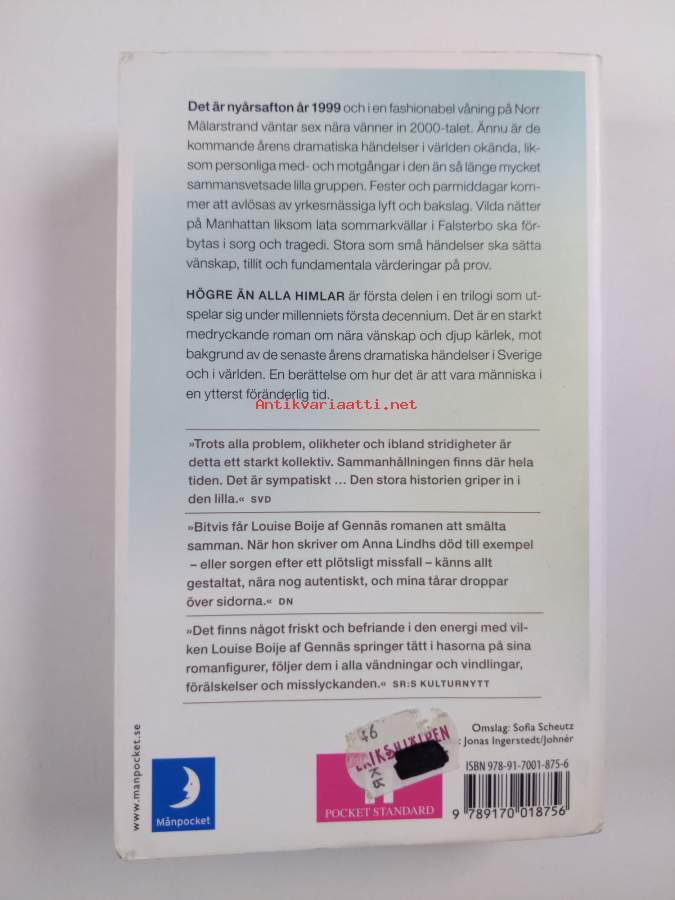 Det är nyårsafton år 1999 och i en fashionabel våning på Norr
Mälarstrand väntar sex nära vänner in 2000-talet. Ännu är de
kommande årens dramatiska händelser i världen okända, lik-
som personliga med- och motgångar i den än så länge mycket
sammansvetsade lilla gruppen. Fester och parmiddagar kom-
mer att avlösas av yrkesmässiga lyft och bakslag. Vilda nätter
på Manhattan liksom lata sommarkvällar i Falsterbo ska för-
bytas i sorg och tragedi. Stora som små händelser ska sätta
vänskap, tillit och fundamentala värderingar på prov.
HÖGRE ÄN ALLA HIMLAR är första delen i en trilogi som ut-
spelar sig under millenniets första decennium. Det är en starkt
medryckande roman om nära vänskap och djup kärlek, mot
bakgrund av de senaste årens dramatiska händelser i Sverige
och i världen. En berättelse om hur det är att vara människa i
en ytterst föränderlig tid.
Antikvariaatti.net
»Trots alla problem, olikheter och ibland stridigheter är
detta ett starkt kollektiv. Sammanhållningen finns där hela
tiden. Det är sympatiskt ... Den stora historien griper in i
den lilla.« SVD
»Bitvis får Louise Boije af Gennäs romanen att smälta
samman. När hon skriver om Anna Lindhs död till exempel
– eller sorgen efter ett plötsligt missfall – känns allt
gestaltat, nära nog autentiskt, och mina tårar droppar
över sidorna.« DN
»Det finns något friskt och befriande i den energi med vil-
ken Louise Boije af Gennäs springer tätt i hasorna på sina
romanfigurer, följer dem i alla vändningar och vindlingar,
förälskelser och misslyckanden.« SR:S KULTURNYTT
www.manpocket.se
Månpocket
46
POCKET STANDARD
Omslag: Sofia Scheutz
: Jonas Ingerstedt/Johnér
ISBN 978-91-7001-875-6
9 789170 018756